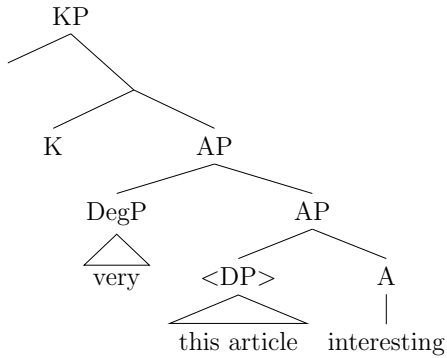 KP
K AP
DegP AP
very <DP> A
this article interesting